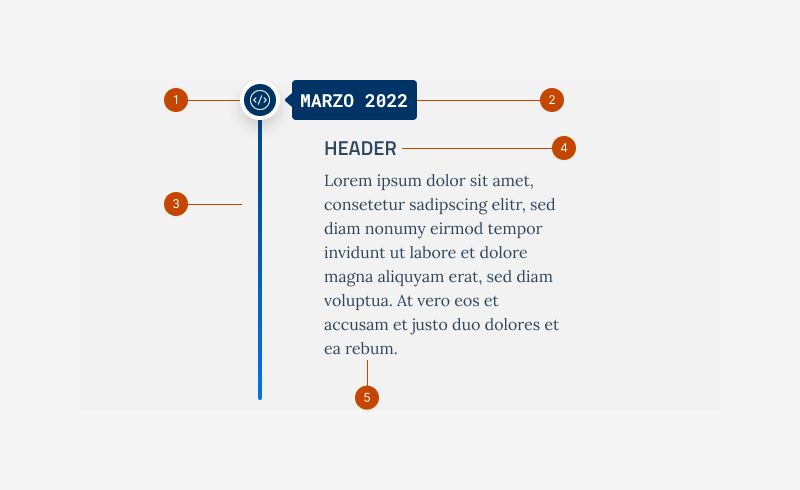 1
</>
MARZO 2022
2
HEADER
4
Lorem ipsum dolor sit amet,
3
consetetur sadipscing elitr, sed
diam nonumy eirmod tempor
invidunt ut labore et dolore
magna aliquyam erat, sed diam
voluptua. At vero eos et
accusam et justo duo dolores et
ea rebum.
5